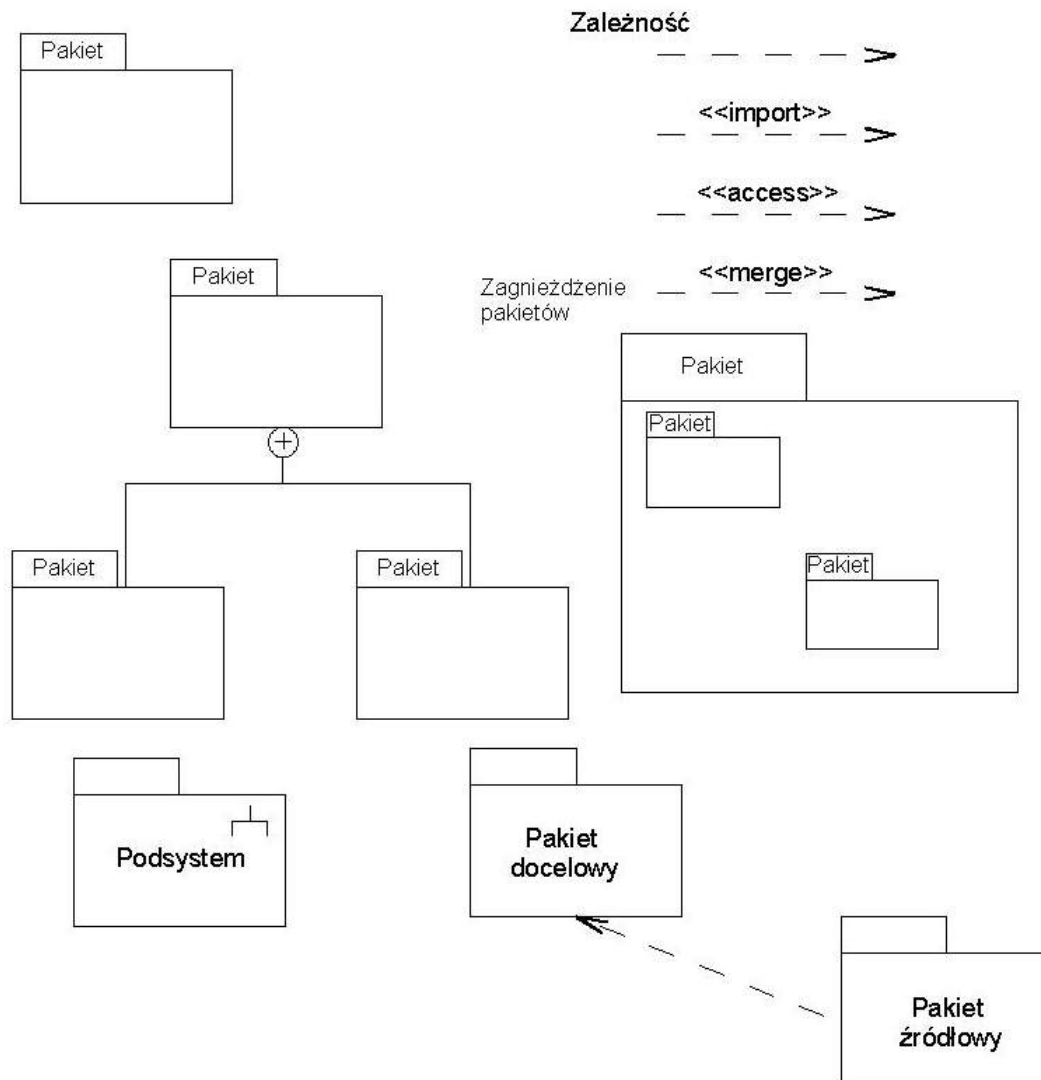 Zależność
Pakiet
<<import>>
<<access>>
<<merge>>
Pakiet
Zagnieżdżenie
pakietów
Pakiet
Pakiet
Pakiet
Pakiet
Pakiet
Podsystem
Pakiet
docelowy
Pakiet
źródłowy